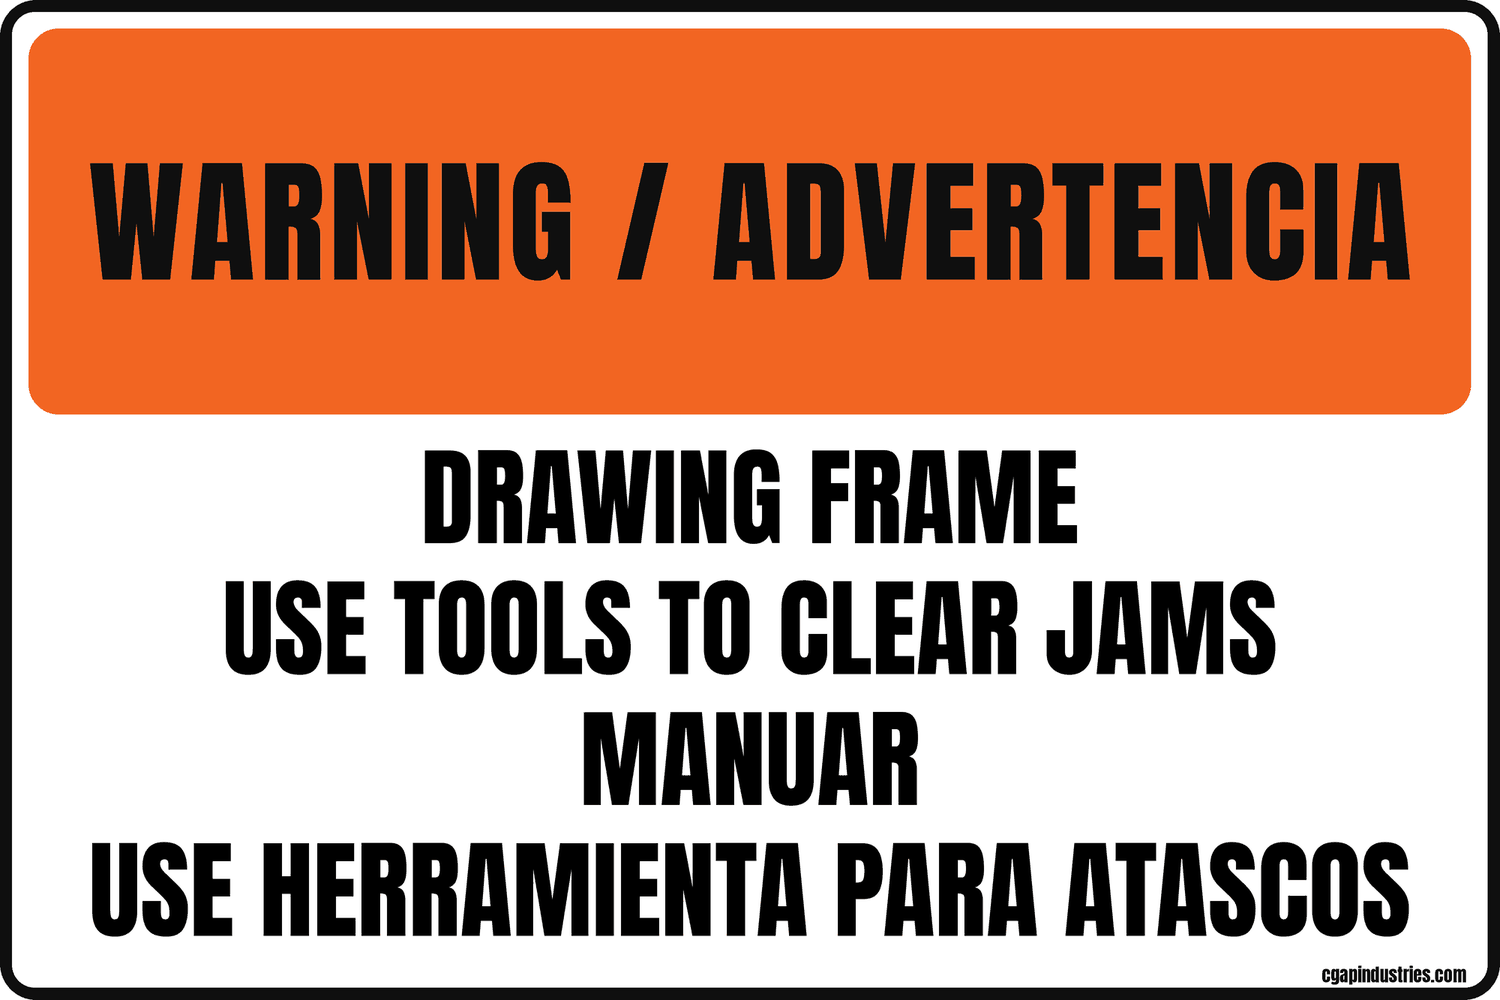 WARNING / ADVERTENCIA
DRAWING FRAME
USE TOOLS TO CLEAR JAMS
MANUAR
USE HERRAMIENTA PARA ATASCOS
cgapindustries.com